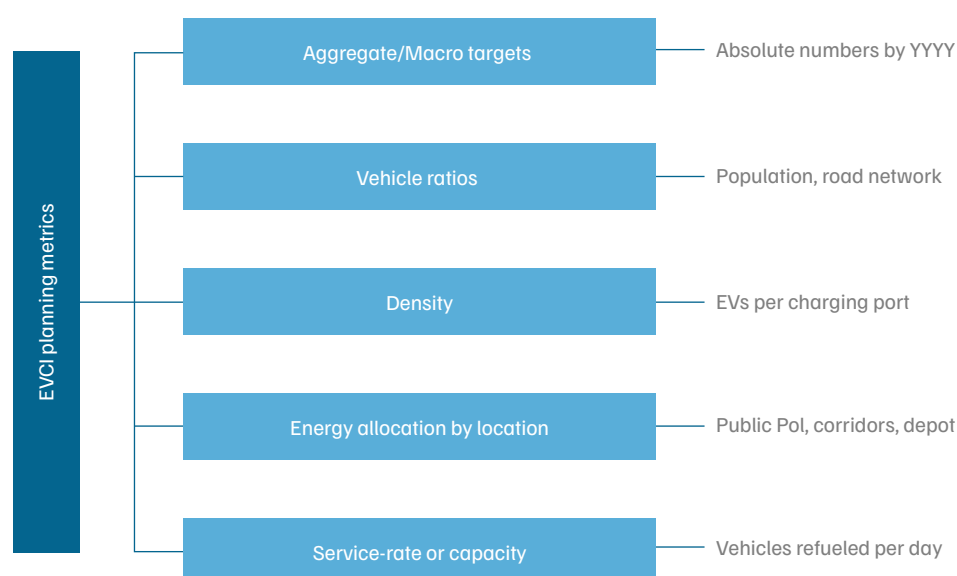 EVCI planning metrics
Aggregate/Macro targets
Absolute numbers by YYYY
Vehicle ratios
Population, road network
Density
EVs per charging port
Energy allocation by location
Public PoI, corridors, depot
Service-rate or capacity
Vehicles refueled per day